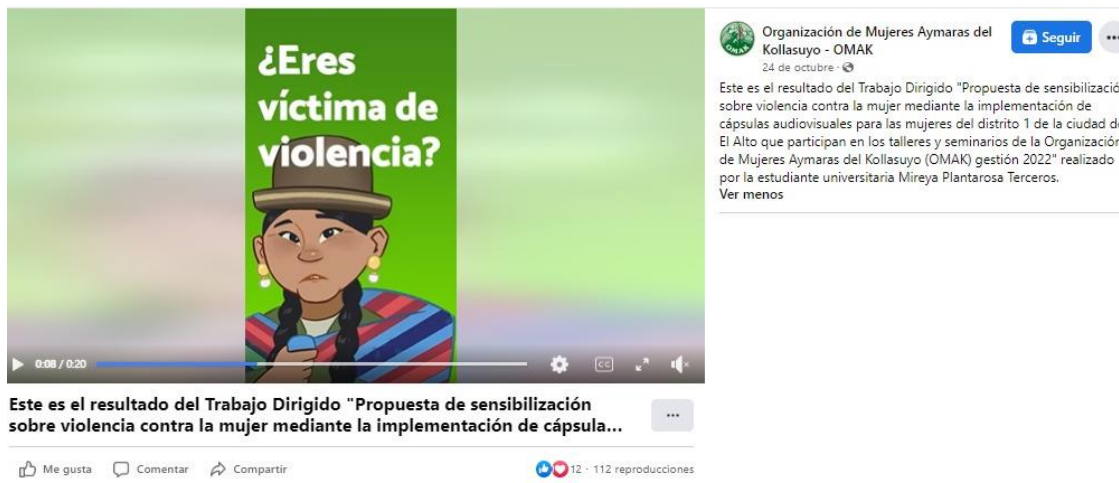 ¿Eres
víctima de
violencia?
0:08 / 0:20
CC
Este es el resultado del Trabajo Dirigido "Propuesta de sensibilización
sobre violencia contra la mujer mediante la implementación de cápsula...
Me gusta
Comentar
Compartir
12 · 112 reproducciones
OMAK
Organización de Mujeres Aymaras del
Kollasuyo - OMAK
Seguir
24 de octubre ·
Este es el resultado del Trabajo Dirigido "Propuesta de sensibilizació
sobre violencia contra la mujer mediante la implementación de
cápsulas audiovisuales para las mujeres del distrito 1 de la ciudad d
El Alto que participan en los talleres y seminarios de la Organización
de Mujeres Aymaras del Kollasuyo (OMAK) gestión 2022" realizado
por la estudiante universitaria Mireya Plantarosa Terceros.
Ver menos